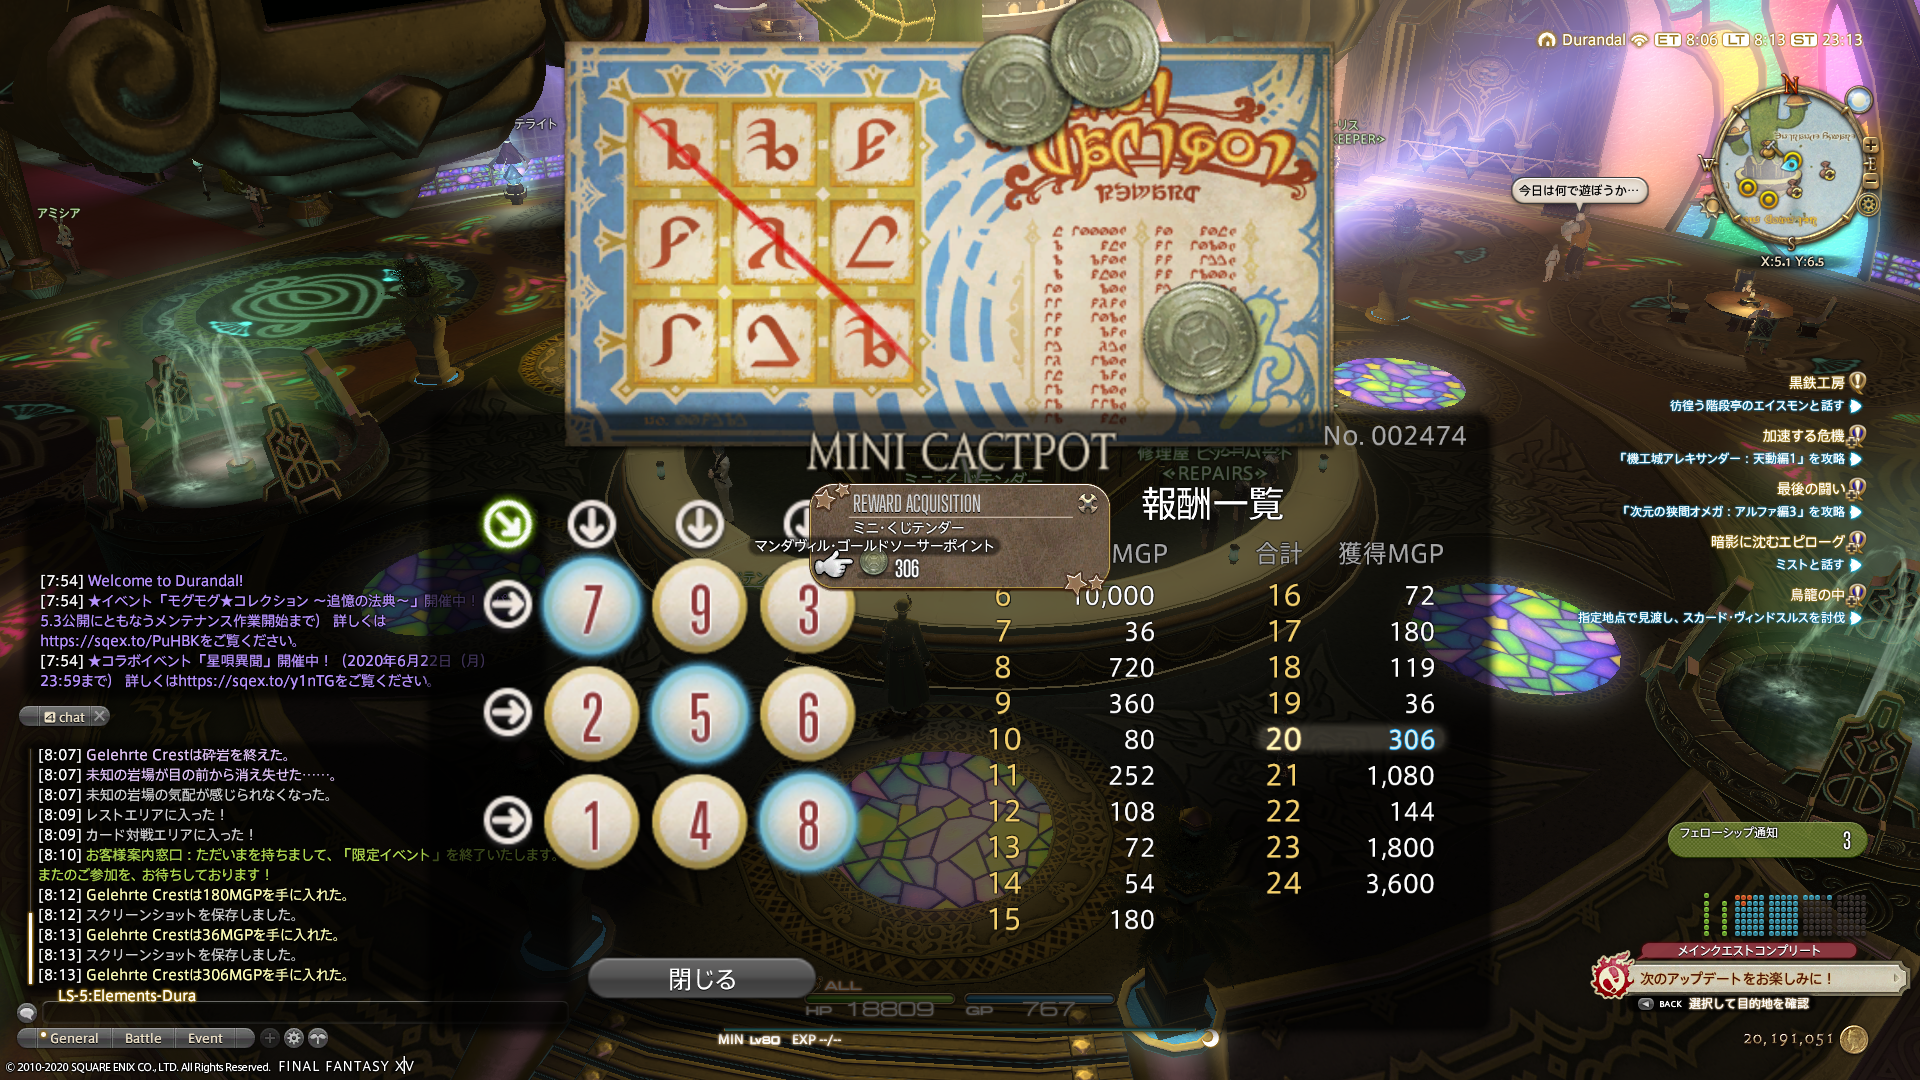 Durandal ET 8:06 LT 8:13 ST 23:13
N
W
S
X:5.1 Y:6.5
テライト
アミシア
今日は何で遊ぼうか…
No. 002474
MINI CACTPOT
≪REPAIRS≫
REWARD ACQUISITION
ミニ・くじテンダー
マンダヴィル・ゴールドソーサーポイント
306
報酬一覧
MGP 合計 獲得MGP
6 10,000 16 72
7 36 17 180
8 720 18 119
9 360 19 36
10 80 20 306
11 252 21 1,080
12 108 22 144
13 72 23 1,800
14 54 24 3,600
15 180
7 9 3
2 5 6
1 4 8
閉じる
黒鉄工房
彷徨う階段亭のエイスモンと話す
加速する危機
「機工城アレキサンダー：天動編1」を攻略
最後の闘い
「次元の狭間オメガ：アルファ編3」を攻略
暗影に沈むエピローグ
ミストと話す
烏籠の中
指定地点で見渡し、スカード・ヴィンドスルスを討伐
[7:54] Welcome to Durandal!
[7:54] ★イベント「モグモグ★コレクション ～追憶の法典～」開催中！
5.3公開にともなうメンテナンス作業開始まで） 詳しくは
https://sqex.to/PuHBKをご覧ください。
[7:54] ★コラボイベント「星唄異聞」開催中！（2020年6月22日（月）
23:59まで） 詳しくはhttps://sqex.to/y1nTGをご覧ください。
4 chat
[8:07] Gelehrte Crestは砕岩を終えた。
[8:07] 未知の岩場が目の前から消え失せた……。
[8:07] 未知の岩場の気配が感じられなくなった。
[8:09] レストエリアに入った！
[8:09] カード対戦エリアに入った！
[8:10] お客様案内窓口：ただいまを持ちまして、「限定イベント」を終了いたします。
またのご参加を、お待ちしております！
[8:12] Gelehrte Crestは180MGPを手に入れた。
[8:12] スクリーンショットを保存しました。
[8:13] Gelehrte Crestは36MGPを手に入れた。
[8:13] スクリーンショットを保存しました。
[8:13] Gelehrte Crestは306MGPを手に入れた。
LS-5:Elements-Dura
General Battle Event
ALL
HP 18809 GP 767
MIN Lv80 EXP --/--
フェローシップ通知 3
メインクエストコンプリート
次のアップデートをお楽しみに！
BACK 選択して目的地を確認
20,191,051
© 2010-2020 SQUARE ENIX CO., LTD. All Rights Reserved. FINAL FANTASY XIV